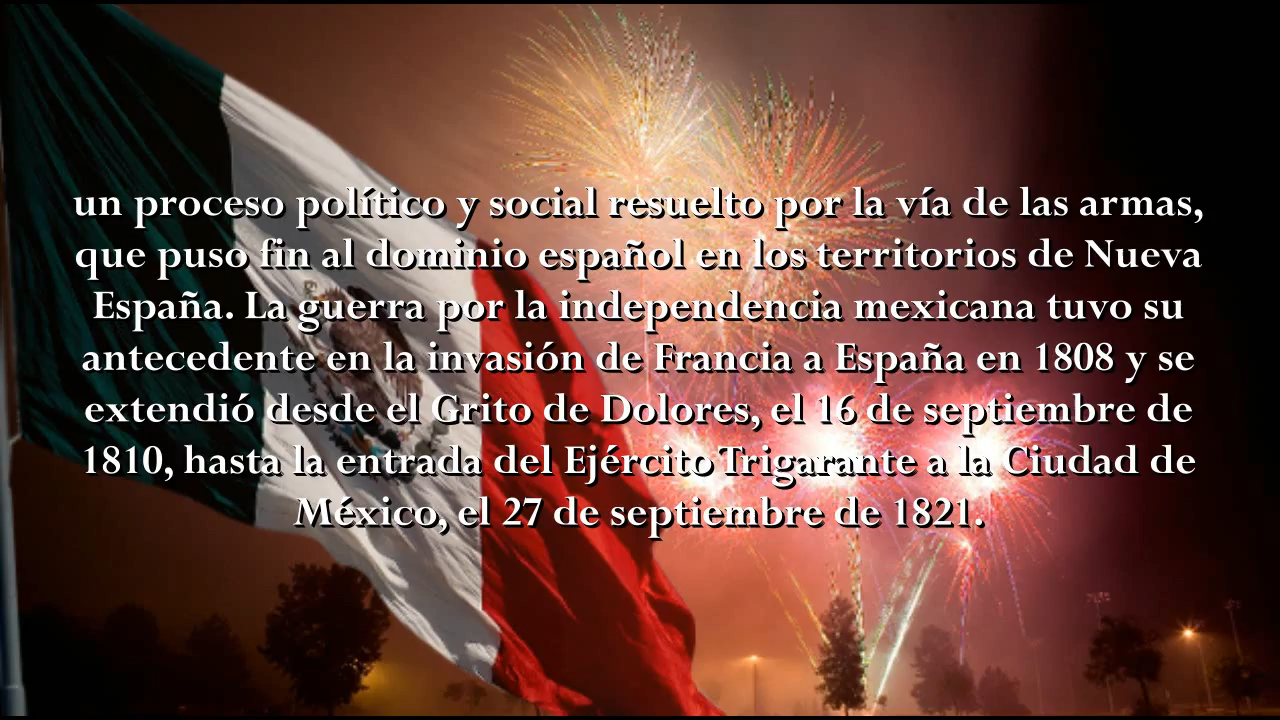 un proceso político y social resuelto por la vía de las armas,
que puso fin al dominio español en los territorios de Nueva
España. La guerra por la independencia mexicana tuvo su
antecedente en la invasión de Francia a España en 1808 y se
extendió desde el Grito de Dolores, el 16 de septiembre de
1810, hasta la entrada del Ejército Trigarante a la Ciudad de
México, el 27 de septiembre de 1821.